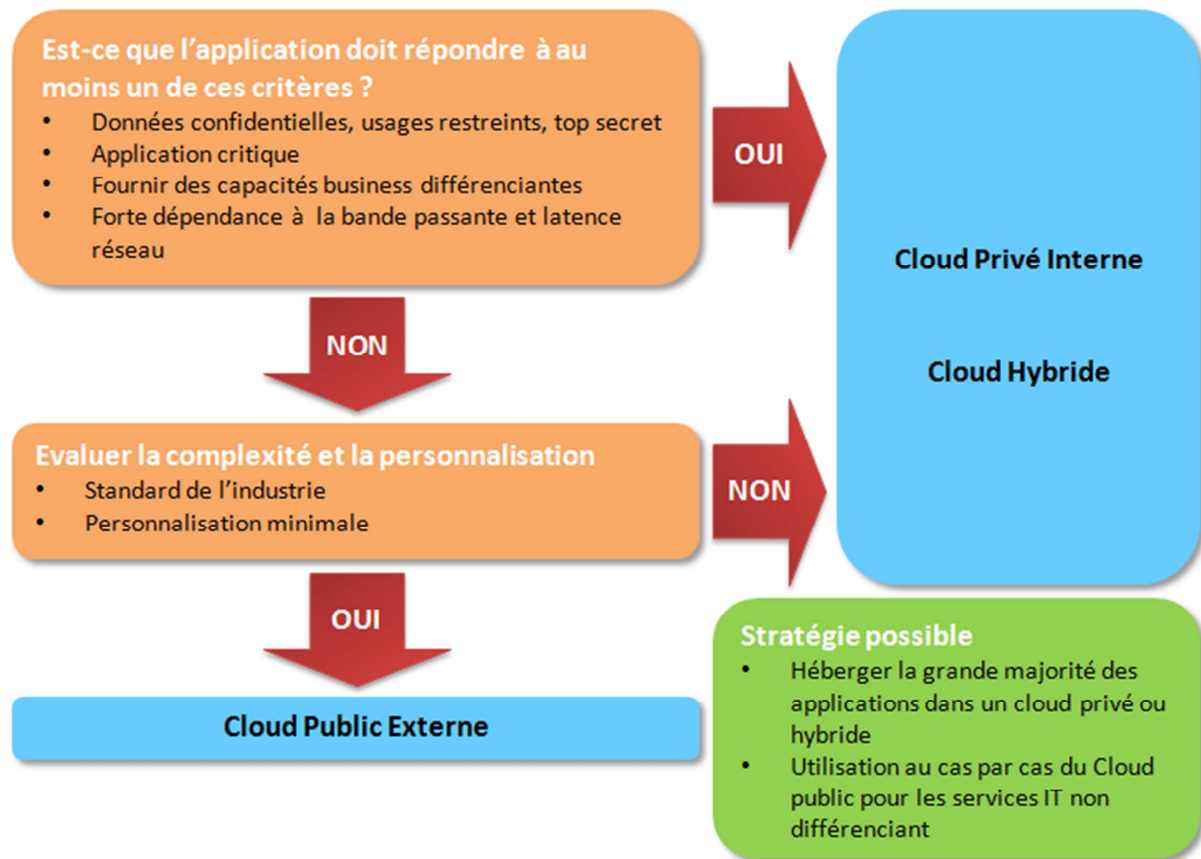 Est-ce que l'application doit répondre à au
moins un de ces critères ?
• Données confidentielles, usages restreints, top secret
• Application critique
• Fournir des capacités business différenciantes
• Forte dépendance à la bande passante et latence
réseau
OUI
Cloud Privé Interne
Cloud Hybride
NON
Evaluer la complexité et la personnalisation
• Standard de l'industrie
• Personnalisation minimale
NON
OUI
Cloud Public Externe
Stratégie possible
• Héberger la grande majorité des
applications dans un cloud privé ou
hybride
• Utilisation au cas par cas du Cloud
public pour les services IT non
différenciant